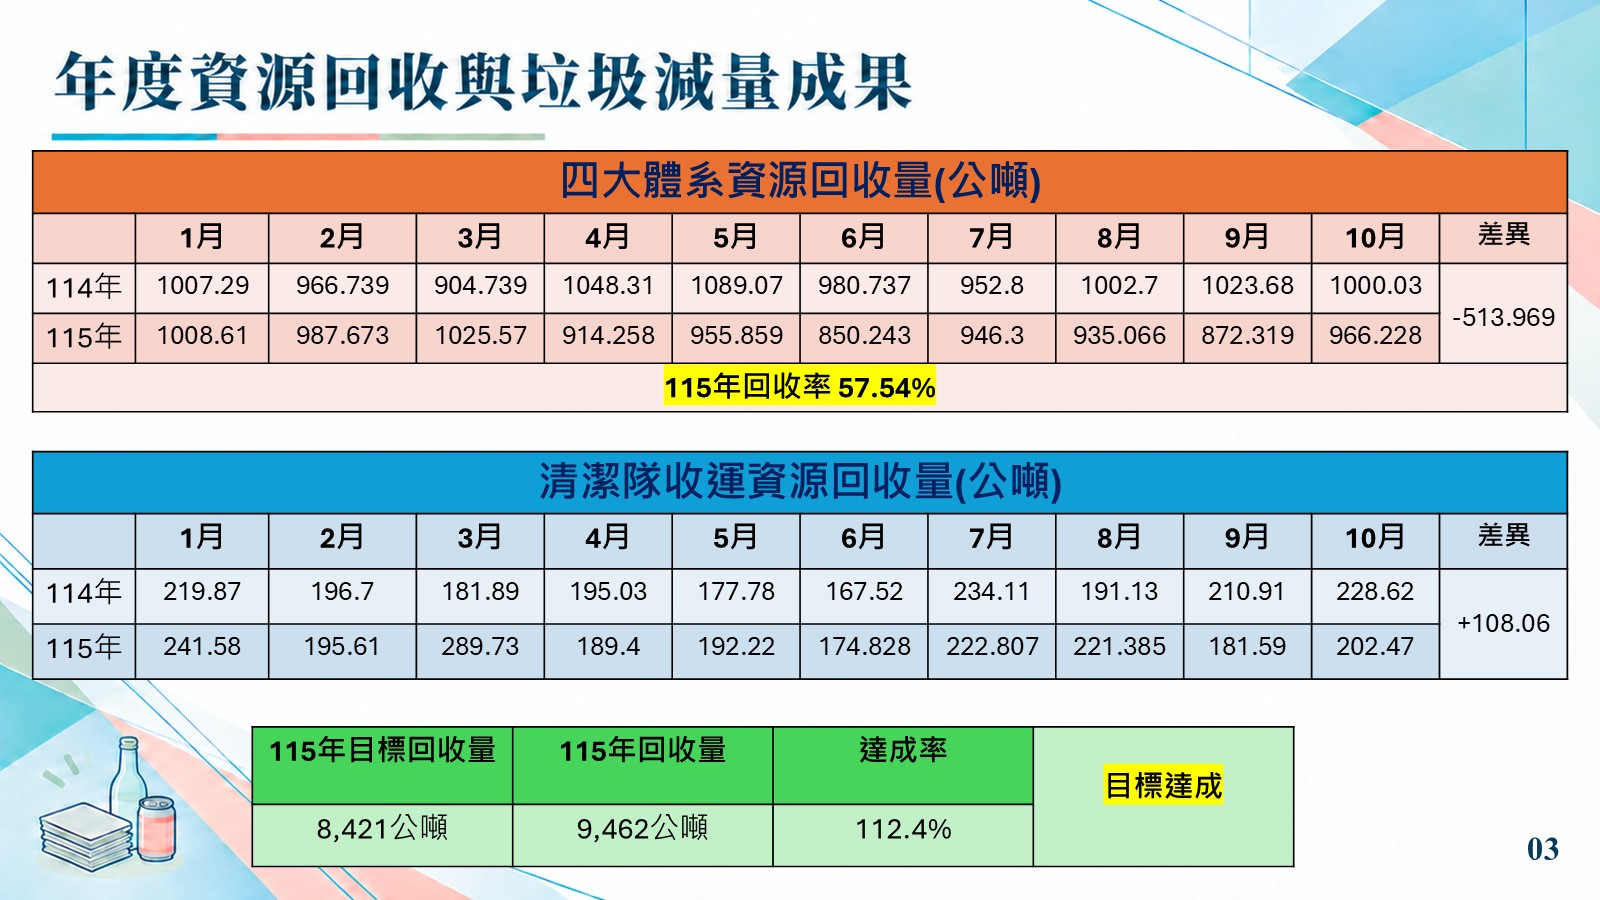 年度資源回收與垃圾減量成果
四大體系資源回收量(公噸)
1月 2月 3月 4月 5月 6月 7月 8月 9月 10月 差異
114年 1007.29 966.739 904.739 1048.31 1089.07 980.737 952.8 1002.7 1023.68 1000.03 -513.969
115年 1008.61 987.673 1025.57 914.258 955.859 850.243 946.3 935.066 872.319 966.228
115年回收率 57.54%
清潔隊收運資源回收量(公噸)
1月 2月 3月 4月 5月 6月 7月 8月 9月 10月 差異
114年 219.87 196.7 181.89 195.03 177.78 167.52 234.11 191.13 210.91 228.62 +108.06
115年 241.58 195.61 289.73 189.4 192.22 174.828 222.807 221.385 181.59 202.47
115年目標回收量 115年回收量 達成率 目標達成
8,421公噸 9,462公噸 112.4%
03